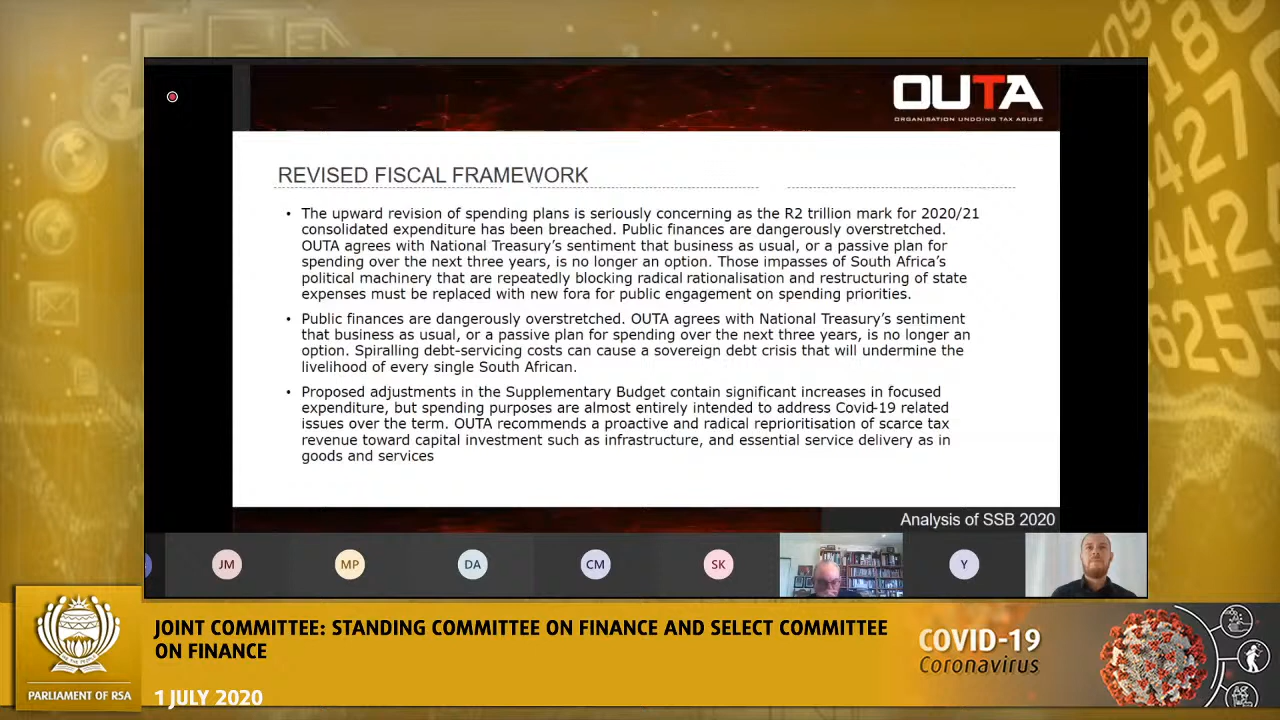 OUTA
ORGANISATION UNDOING TAX ABUSE
REVISED FISCAL FRAMEWORK
• The upward revision of spending plans is seriously concerning as the R2 trillion mark for 2020/21
consolidated expenditure has been breached. Public finances are dangerously overstretched.
OUTA agrees with National Treasury's sentiment that business as usual, or a passive plan for
spending over the next three years, is no longer an option. Those impasses of South Africa's
political machinery that are repeatedly blocking radical rationalisation and restructuring of state
expenses must be replaced with new fora for public engagement on spending priorities.
• Public finances are dangerously overstretched. OUTA agrees with National Treasury's sentiment
that business as usual, or a passive plan for spending over the next three years, is no longer an
option. Spiralling debt-servicing costs can cause a sovereign debt crisis that will undermine the
livelihood of every single South African.
• Proposed adjustments in the Supplementary Budget contain significant increases in focused
expenditure, but spending purposes are almost entirely intended to address Covid-19 related
issues over the term. OUTA recommends a proactive and radical reprioritisation of scarce tax
revenue toward capital investment such as infrastructure, and essential service delivery as in
goods and services
Analysis of SSB 2020
JM MP DA CM SK Y
JOINT COMMITTEE: STANDING COMMITTEE ON FINANCE AND SELECT COMMITTEE
ON FINANCE
1 JULY 2020
PARLIAMENT OF RSA
COVID-19
Coronavirus